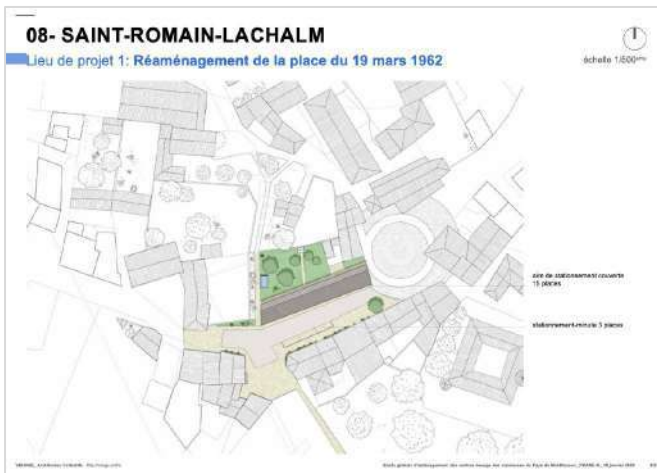 08- SAINT-ROMAIN-LACHALM
Lieu de projet 1: Réaménagement de la place du 19 mars 1962
échelle 1/500ème
aire de stationnement couverte
15 places
stationnement-minute 3 places